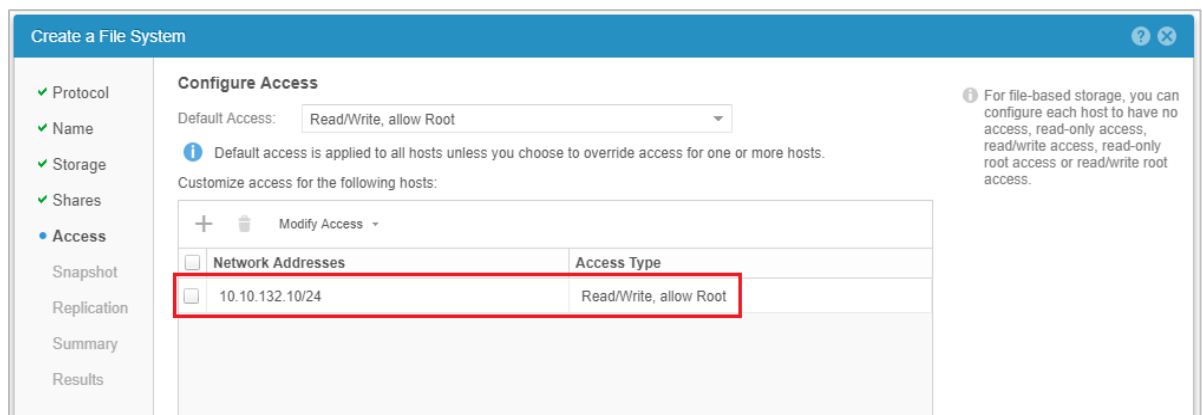 Create a File System
Protocol
Name
Storage
Shares
Access
Snapshot
Replication
Summary
Results
Configure Access
Default Access: Read/Write, allow Root
Default access is applied to all hosts unless you choose to override access for one or more hosts.
Customize access for the following hosts:
Modify Access
Network Addresses Access Type
10.10.132.10/24 Read/Write, allow Root
For file-based storage, you can
configure each host to have no
access, read-only access,
read/write access, read-only
root access or read/write root
access.